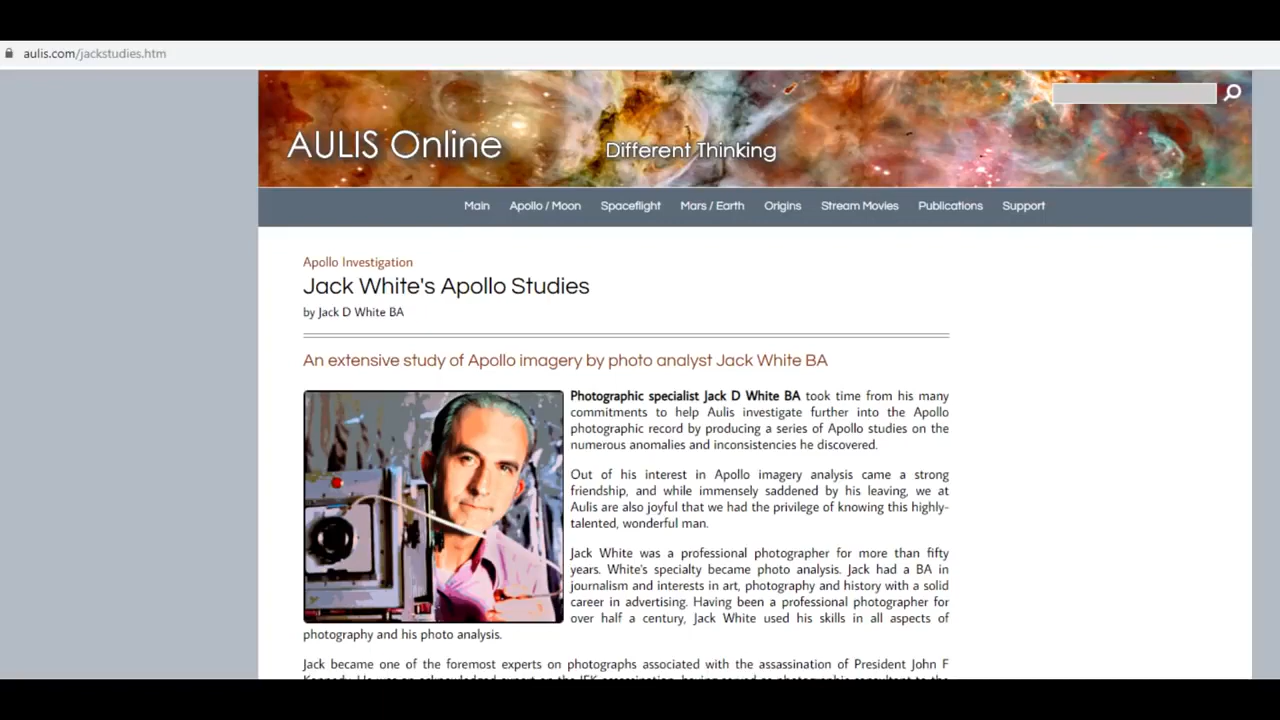 aulis.com/jackstudies.htm
AULIS Online
Different Thinking
Main Apollo / Moon Spaceflight Mars / Earth Origins Stream Movies Publications Support
Apollo Investigation
Jack White's Apollo Studies
by Jack D White BA
An extensive study of Apollo imagery by photo analyst Jack White BA
Photographic specialist Jack D White BA took time from his many
commitments to help Aulis investigate further into the Apollo
photographic record by producing a series of Apollo studies on the
numerous anomalies and inconsistencies he discovered.
Out of his interest in Apollo imagery analysis came a strong
friendship, and while immensely saddened by his leaving, we at
Aulis are also joyful that we had the privilege of knowing this highly-
talented, wonderful man.
Jack White was a professional photographer for more than fifty
years. White's specialty became photo analysis. Jack had a BA in
journalism and interests in art, photography and history with a solid
career in advertising. Having been a professional photographer for
over half a century, Jack White used his skills in all aspects of
photography and his photo analysis.
Jack became one of the foremost experts on photographs associated with the assassination of President John F